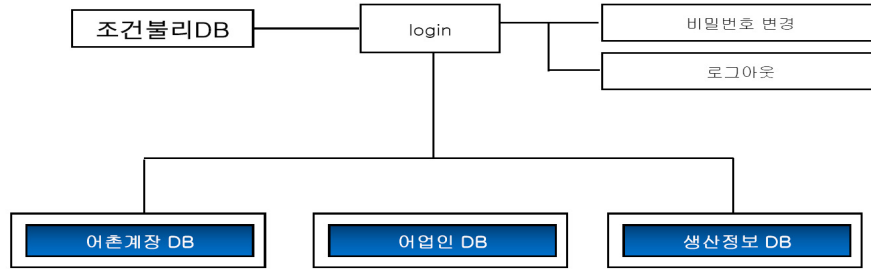 조건불리DB
login
비밀번호 변경
로그아웃
어촌계장 DB
어업인 DB
생산정보 DB